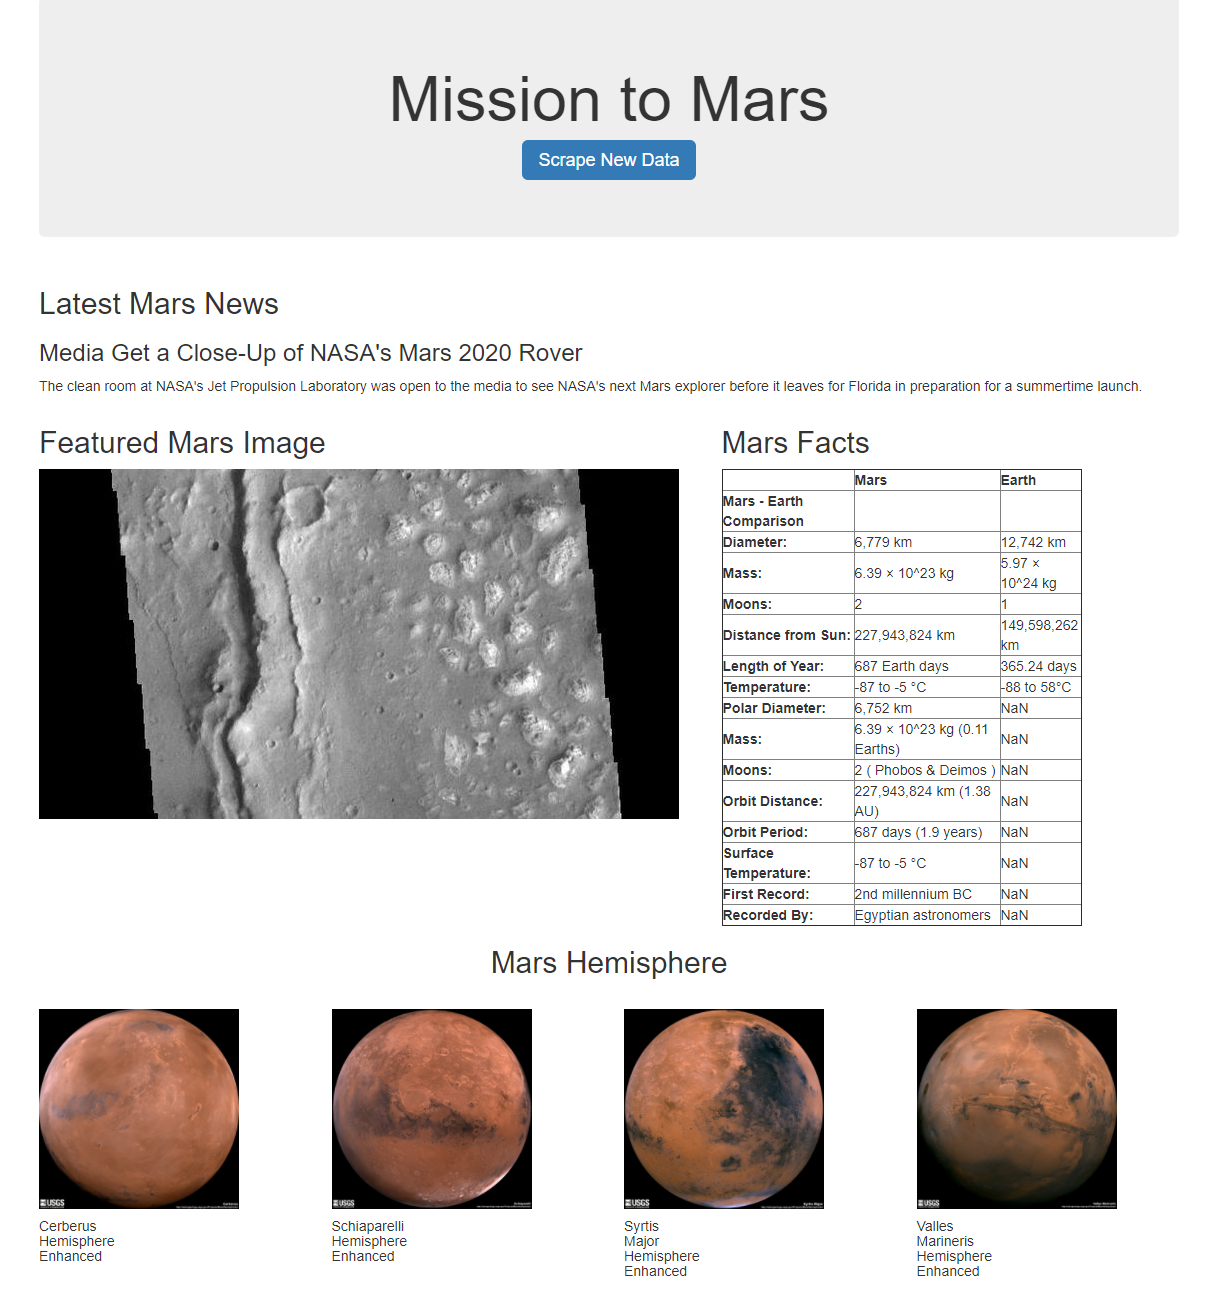 Mission to Mars
Scrape New Data
Latest Mars News
Media Get a Close-Up of NASA's Mars 2020 Rover
The clean room at NASA's Jet Propulsion Laboratory was open to the media to see NASA's next Mars explorer before it leaves for Florida in preparation for a summertime launch.
Featured Mars Image
Mars Facts
Mars Earth
Mars - Earth
Comparison
Diameter: 6,779 km 12,742 km
Mass: 6.39 × 10^23 kg 5.97 ×
10^24 kg
Moons: 2 1
Distance from Sun: 227,943,824 km 149,598,262
km
Length of Year: 687 Earth days 365.24 days
Temperature: -87 to -5 °C -88 to 58°C
Polar Diameter: 6,752 km NaN
Mass: 6.39 × 10^23 kg (0.11
Earths) NaN
Moons: 2 ( Phobos & Deimos ) NaN
Orbit Distance: 227,943,824 km (1.38
AU) NaN
Orbit Period: 687 days (1.9 years) NaN
Surface
Temperature: -87 to -5 °C NaN
First Record: 2nd millennium BC NaN
Recorded By: Egyptian astronomers NaN
Mars Hemisphere
USGS
USGS
USGS
USGS
Cerberus
Hemisphere
Enhanced
Schiaparelli
Hemisphere
Enhanced
Syrtis
Major
Hemisphere
Enhanced
Valles
Marineris
Hemisphere
Enhanced